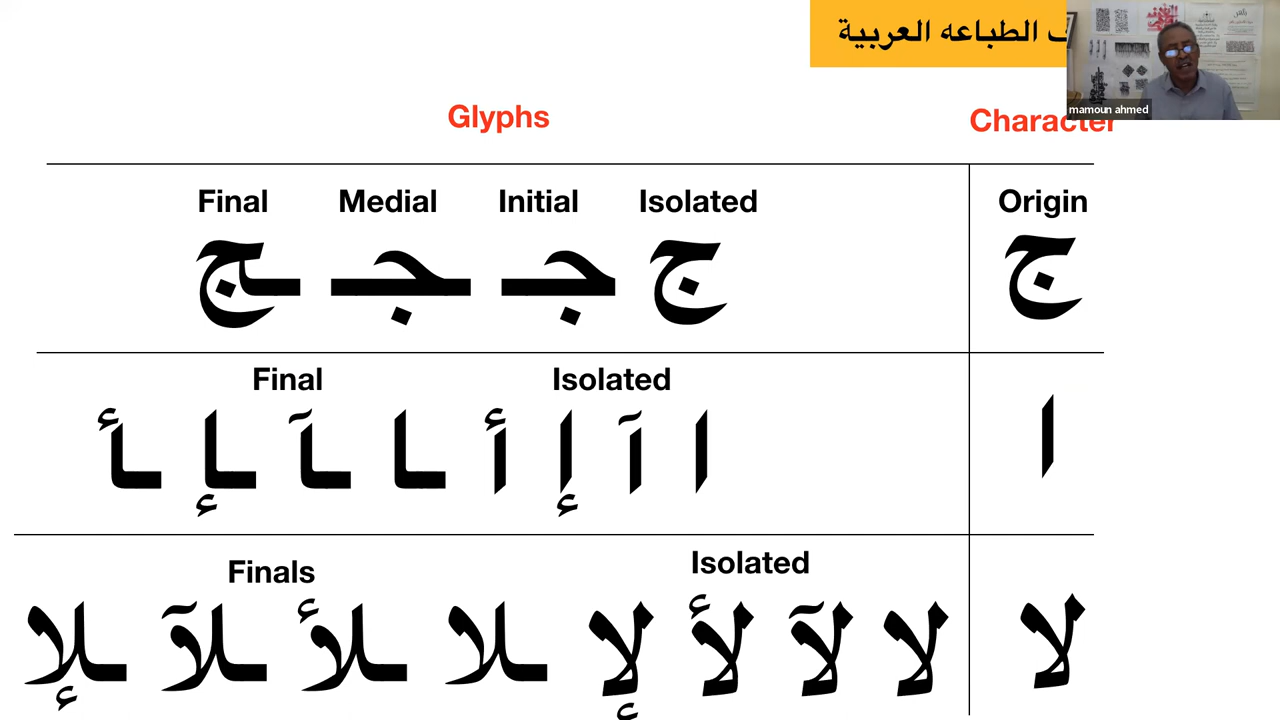 الطباعه العربية
mamoun ahmed
Glyphs
Character
Final Medial Initial Isolated Origin
ج جـ ـجـ ـج ج
Final Isolated
ا ا آ إ أ ـا ـآ ـإ ـأ
Isolated
Finals
لا لا لآ لأ لإ ـلا ـلأ ـلآ ـلإ